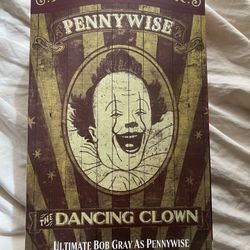 PENNYWISE
THE
DANCING CLOWN
ULTIMATE BOB GRAY AS PENNYWISE